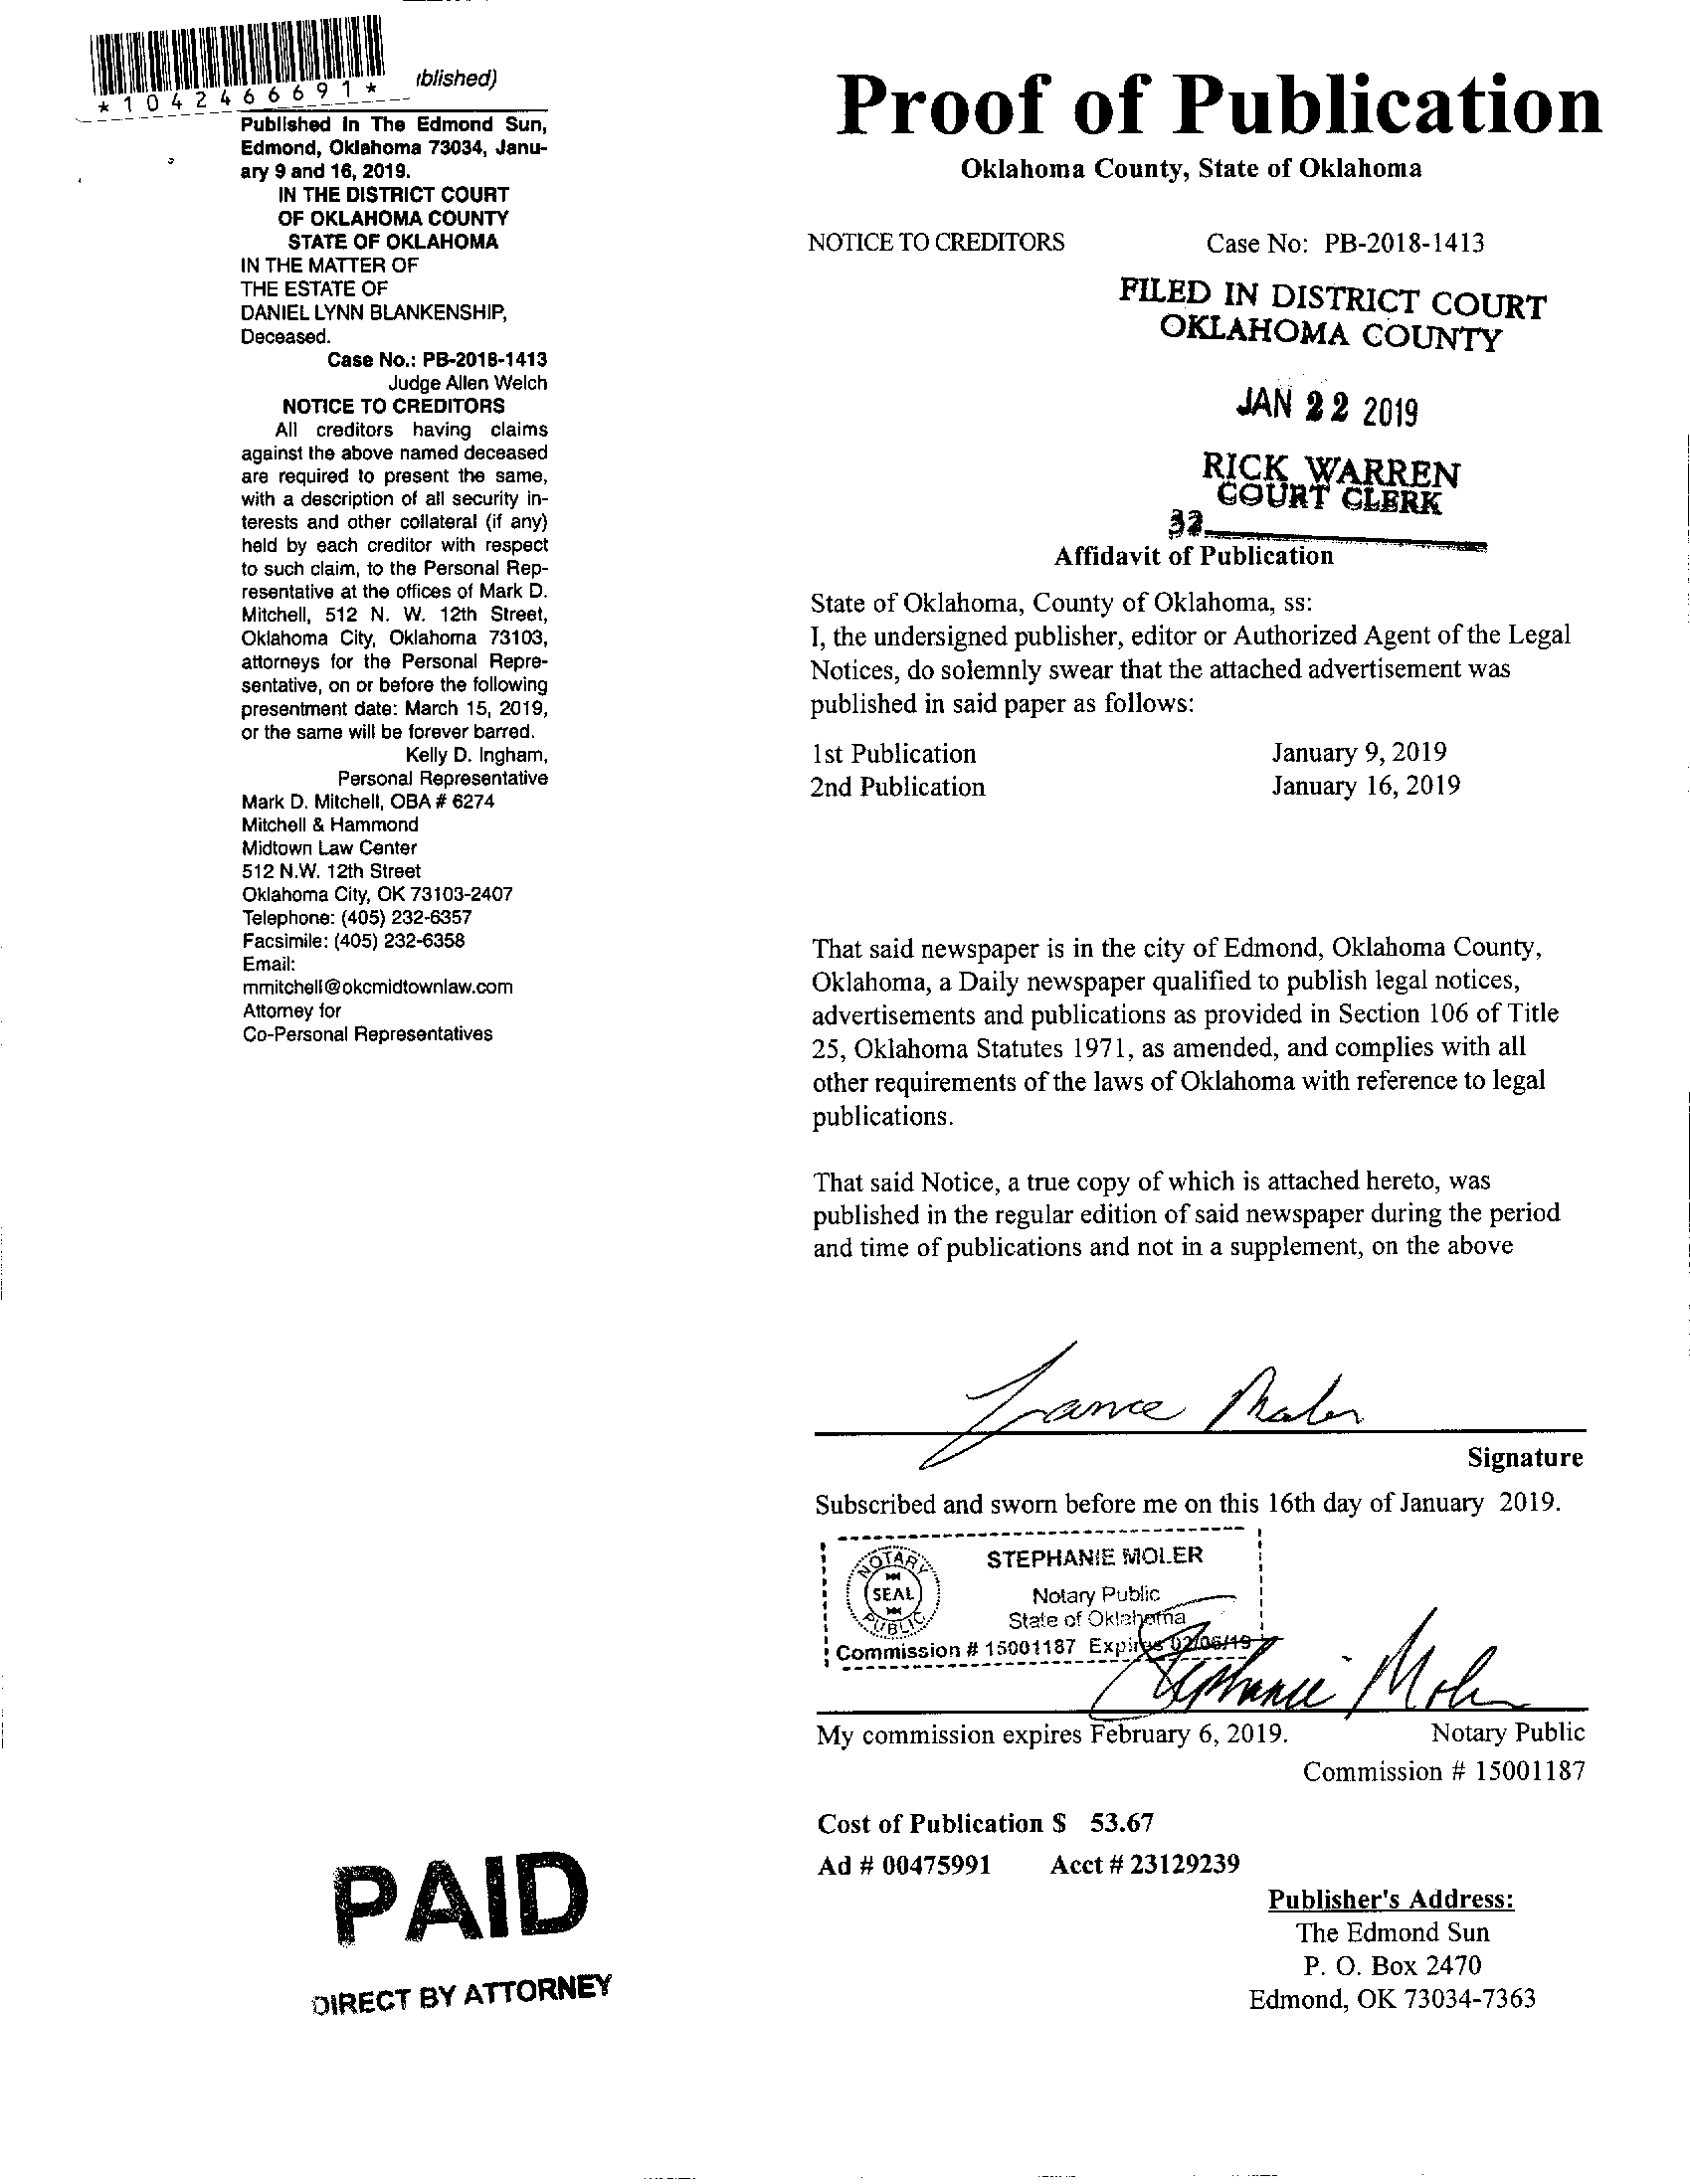 *1042466691*
Published in The Edmond Sun,
Edmond, Oklahoma 73034, Janu-
ary 9 and 16, 2019.
IN THE DISTRICT COURT
OF OKLAHOMA COUNTY
STATE OF OKLAHOMA
IN THE MATTER OF
THE ESTATE OF
DANIEL LYNN BLANKENSHIP,
Deceased.
Case No.: PB-2018-1413
Judge Allen Welch
NOTICE TO CREDITORS
All creditors having claims
against the above named deceased
are required to present the same,
with a description of all security in-
terests and other collateral (if any)
held by each creditor with respect
to such claim, to the Personal Rep-
resentative at the offices of Mark D.
Mitchell, 512 N. W. 12th Street,
Oklahoma City, Oklahoma 73103,
attorneys for the Personal Repre-
sentative, on or before the following
presentment date: March 15, 2019,
or the same will be forever barred.
Kelly D. Ingham,
Personal Representative
Mark D. Mitchell, OBA # 6274
Mitchell & Hammond
Midtown Law Center
512 N.W. 12th Street
Oklahoma City, OK 73103-2407
Telephone: (405) 232-6357
Facsimile: (405) 232-6358
Email:
mmitchell@okcmidtownlaw.com
Attorney for
Co-Personal Representatives
PAID
DIRECT BY ATTORNEY
Proof of Publication
Oklahoma County, State of Oklahoma
NOTICE TO CREDITORS Case No: PB-2018-1413
FILED IN DISTRICT COURT
OKLAHOMA COUNTY
JAN 22 2019
RICK WARREN
COURT CLERK
32
Affidavit of Publication
State of Oklahoma, County of Oklahoma, ss:
I, the undersigned publisher, editor or Authorized Agent of the Legal
Notices, do solemnly swear that the attached advertisement was
published in said paper as follows:
1st Publication January 9, 2019
2nd Publication January 16, 2019
That said newspaper is in the city of Edmond, Oklahoma County,
Oklahoma, a Daily newspaper qualified to publish legal notices,
advertisements and publications as provided in Section 106 of Title
25, Oklahoma Statutes 1971, as amended, and complies with all
other requirements of the laws of Oklahoma with reference to legal
publications.
That said Notice, a true copy of which is attached hereto, was
published in the regular edition of said newspaper during the period
and time of publications and not in a supplement, on the above
Signature
Subscribed and sworn before me on this 16th day of January 2019.
NOTARY
SEAL
PUBLIC
STEPHANIE MOLER
Notary Public
State of Oklahoma
Commission # 15001187 Expires 02/06/19
Stephanie Moler
My commission expires February 6, 2019. Notary Public
Commission # 15001187
Cost of Publication $ 53.67
Ad # 00475991 Acct # 23129239
Publisher's Address:
The Edmond Sun
P. O. Box 2470
Edmond, OK 73034-7363